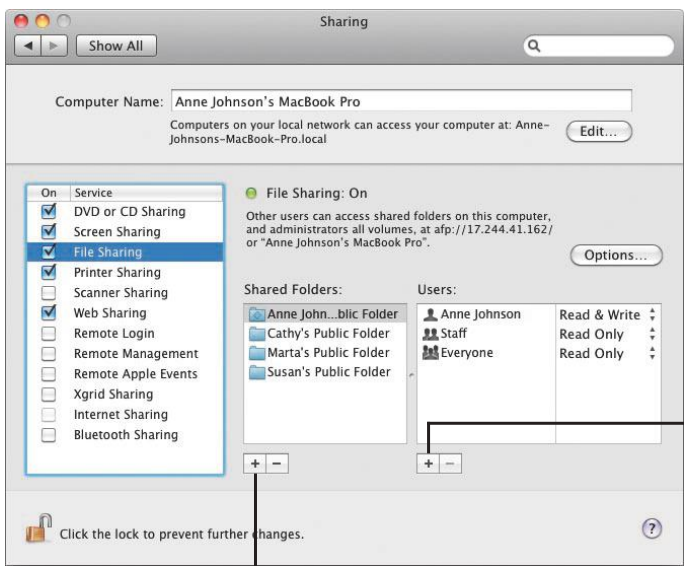 Sharing
Show All
Computer Name: Anne Johnson's MacBook Pro
Computers on your local network can access your computer at: Anne-
Johnsons-MacBook-Pro.local
Edit...
On Service
DVD or CD Sharing
Screen Sharing
File Sharing
Printer Sharing
Scanner Sharing
Web Sharing
Remote Login
Remote Management
Remote Apple Events
Xgrid Sharing
Internet Sharing
Bluetooth Sharing
File Sharing: On
Other users can access shared folders on this computer,
and administrators all volumes, at afp://17.244.41.162/
or “Anne Johnson's MacBook Pro”.
Options...
Shared Folders:
Anne John...blic Folder
Cathy's Public Folder
Marta's Public Folder
Susan's Public Folder
+ −
Users:
Anne Johnson Read & Write
Staff Read Only
Everyone Read Only
+ −
Click the lock to prevent further changes.
?